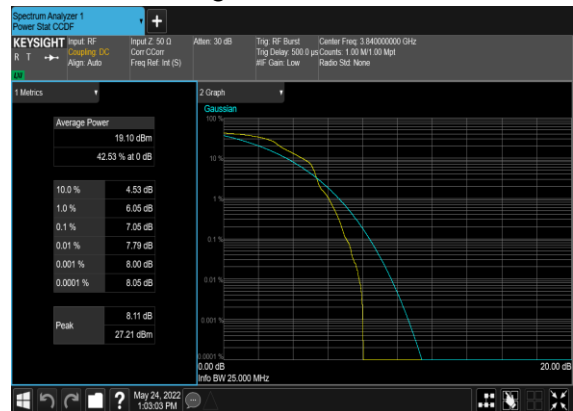 Spectrum Analyzer 1
Power Stat CCDF
+
KEYSIGHT
R T
LW
Input: RF
Coupling: DC
Align: Auto
Input Z: 50 Ω
Corr CCorr
Freq Ref: Int (S)
Atten: 30 dB
Trig: RF Burst
Trig Delay: 500.0 µs
#IF Gain: Low
Center Freq: 3.840000000 GHz
Counts: 1.00 M/1.00 Mpt
Radio Std: None
1 Metrics
Average Power
19.10 dBm
42.53 % at 0 dB
10.0 % 4.53 dB
1.0 % 6.05 dB
0.1 % 7.05 dB
0.01 % 7.79 dB
0.001 % 8.00 dB
0.0001 % 8.05 dB
Peak
8.11 dB
27.21 dBm
2 Graph
Gaussian
100 %
10 %
1 %
0.1 %
0.01 %
0.001 %
0.0001 %
0.00 dB
20.00 dB
Info BW 25.000 MHz
?
May 24, 2022
1:03:03 PM